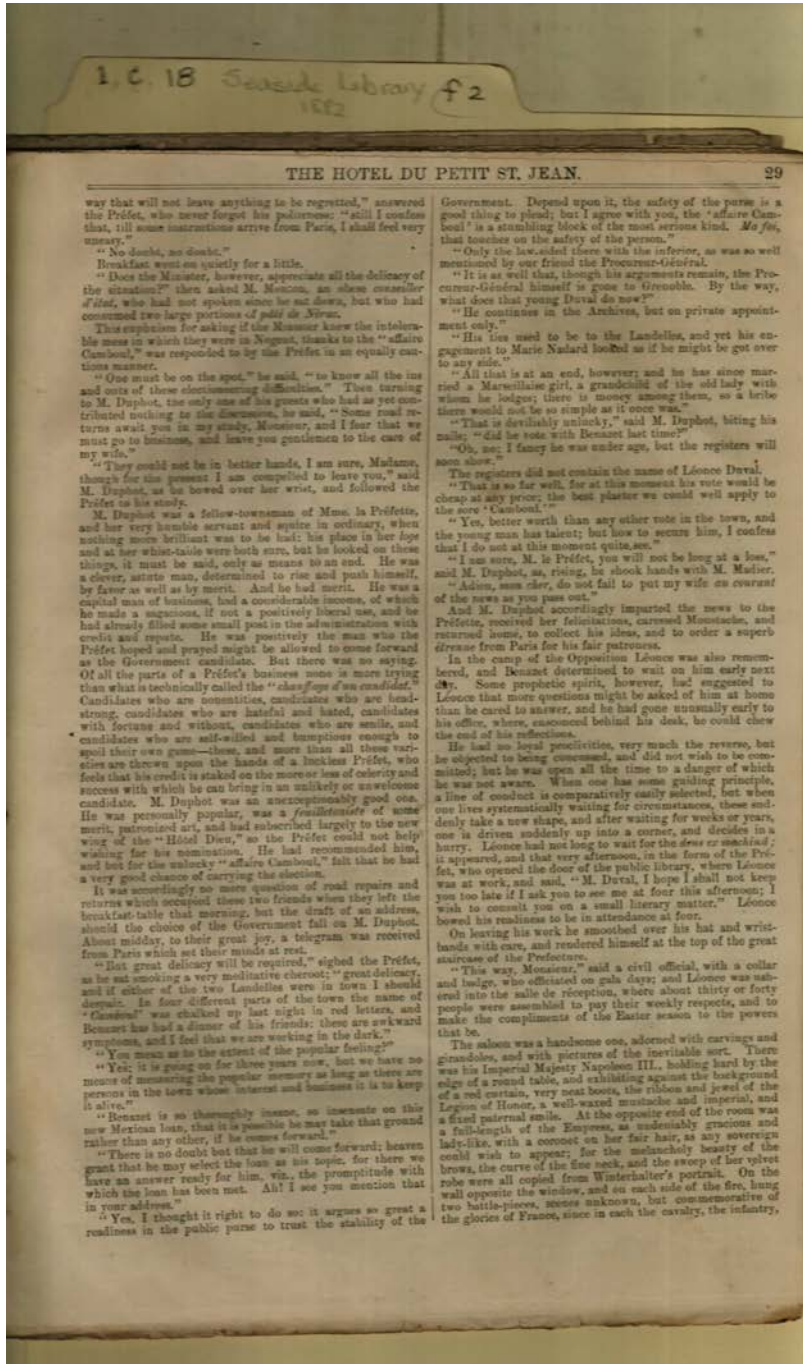 1. C. 18 Seaside Library f 2
1882
THE HOTEL DU PETIT ST. JEAN.
29
way that will not leave anything to be regretted," answered
the Préfet, who never forgot his politeness: "still I confess
that, till some instructions arrive from Paris, I shall feel very
uneasy."
"No doubt, no doubt."
Breakfast went on quietly for a little.
"Does the Minister, however, appreciate all the delicacy of
the situation?" then asked M. an obese conseiller
d'état, who had not spoken since he sat down, but who had
consumed two large portions of pâté de Nérac.
This euphuism for asking if the Minister knew the intolera-
ble mess in which they were in thanks to the "affaire
Camboul," was responded to by the Préfet in an equally cau-
tious manner.
"One must be on the spot," he said, "to know all the ins
and outs of these electioneering difficulties." Then turning
to M. Duphot, the only one of his guests who had as yet con-
tributed nothing to the discussion, he said, "Some road re-
turns await you in my study, Monsieur, and I fear that we
must go to business, and leave you gentlemen to the care of
my wife."
"They could not be in better hands, I am sure, Madame,
though for the present I am compelled to leave you," said
M. Duphot, as he bowed over her wrist, and followed the
Préfet to his study.
M. Duphot was a fellow-townsman of Mme. la Préfette,
and her very humble servant and squire in ordinary, when
nothing more brilliant was to be had: his place in her loge
and at her whist-table were both sure, but he looked on these
things, it must be said, only as means to an end. He was
a clever, astute man, determined to rise and push himself,
by favor as well as by merit. And he had merit. He was a
capital man of business, had a considerable income, of which
he made a sagacious, if not a positively liberal use, and he
had already filled some small post in the administration with
credit and repute. He was positively the man who the
Préfet hoped and prayed might be allowed to come forward
as the Government candidate. But there was no saying.
Of all the parts of a Préfet's business none is more trying
than what is technically called the "chauffage d'un candidat."
Candidates who are nonentities, candidates who are head-
strong, candidates who are hateful and hated, candidates
with fortune and without, candidates who are senile, and
candidates who are self-willed and bumptious enough to
spoil their own game—these, and more than all these vari-
eties are thrown upon the hands of a luckless Préfet, who
feels that his credit is staked on the more or less of celerity and
success with which he can bring in an unlikely or unwelcome
candidate. M. Duphot was an unexceptionably good one.
He was personally popular, was a feuilletoniste of some
merit, patronized art, and had subscribed largely to the new
wing of the "Hôtel Dieu," so the Préfet could not help
wishing for his nomination. He had recommended him,
and but for the unlucky "affaire Camboul," felt that he had
a very good chance of carrying the election.
It was accordingly no mere question of road repairs and
returns which occupied these two friends when they left the
breakfast-table that morning, but the draft of an address,
should the choice of the Government fall on M. Duphot.
About midday, to their great joy, a telegram was received
from Paris which set their minds at rest.
"But great delicacy will be required," sighed the Préfet,
as he sat smoking a very meditative cheroot; "great delicacy,
and if either of the two Landelles were in town I should
despair. In four different parts of the town the name of
'Camboul' was chalked up last night in red letters, and
Benazet has had a dinner of his friends: these are awkward
symptoms, and I feel that we are working in the dark."
"You mean as to the extent of the popular feeling?"
"Yes; it is going on for three years now, but we have no
means of measuring the popular memory as long as there are
persons in the town whose interest and business it is to keep
it alive."
"Benazet is so thoroughly insane, so insensate on this
new Mexican loan, that it is possible he may take that ground
rather than any other, if he comes forward."
"There is no doubt but that he will come forward; heaven
grant that he may select the loan as his topic, for there we
have an answer ready for him, viz., the promptitude with
which the loan has been met. Ah! I see you mention that
in your address."
"Yes, I thought it right to do so: it argues so great a
readiness in the public purse to trust the stability of the
Government. Depend upon it, the safety of the purse is a
good thing to plead; but I agree with you, the 'affaire Cam-
boul' is a stumbling block of the most serious kind. Ma foi,
that touches on the safety of the person."
"Only the law sided there with the inferior, as was so well
mentioned by our friend the Procureur-Général."
"It is as well that, though his arguments remain, the Pro-
cureur-Général himself is gone to Grenoble. By the way,
what does that young Duval do now?"
"He continues in the Archives, but on private appoint-
ment only."
"His ties used to be to the Landelles, and yet his en-
gagement to Marie Nadard looked as if he might be got over
to any side."
"All that is at an end, however; and he has since mar-
ried a Marseillaise girl, a grandchild of the old lady with
whom he lodges; there is money among them, so a bribe
there would not be so simple as it once was."
"That is devilishly unlucky," said M. Duphot, biting his
nails; "did he vote with Benazet last time?"
"Oh, no; I fancy he was under age, but the registers will
soon show."
The registers did not contain the name of Léonce Duval.
"That is so far well, for at this moment his vote would be
cheap at any price; the best plaster we could well apply to
the sore 'Camboul.'"
"Yes, better worth than any other vote in the town, and
the young man has talent; but how to secure him, I confess
that I do not at this moment quite see."
"I am sure, M. le Préfet, you will not be long at a loss,"
said M. Duphot, as, rising, he shook hands with M. Madier.
"Adieu, mon cher, do not fail to put my wife au courant
of the news as you pass out."
And M. Duphot accordingly imparted the news to the
Préfette, received her felicitations, caressed Moustache, and
returned home, to collect his ideas, and to order a superb
étrenne from Paris for his fair patroness.
In the camp of the Opposition Léonce was also remem-
bered, and Benazet determined to wait on him early next
day. Some prophetic spirit, however, had suggested to
Léonce that more questions might be asked of him at home
than he cared to answer, and he had gone unusually early to
his office, where, ensconced behind his desk, he could chew
the end of his reflections.
He had no loyal proclivities, very much the reverse, but
he objected to being concussed, and did not wish to be com-
mitted; but he was open all the time to a danger of which
he was not aware. When one has some guiding principle,
a line of conduct is comparatively easily selected, but when
one lives systematically waiting for circumstances, these sud-
denly take a new shape, and after waiting for weeks or years,
one is driven suddenly up into a corner, and decides in a
hurry. Léonce had not long to wait for the deus ex machinâ;
it appeared, and that very afternoon, in the form of the Pré-
fet, who opened the door of the public library, where Léonce
was at work, and said, "M. Duval, I hope I shall not keep
you too late if I ask you to see me at four this afternoon; I
wish to consult you on a small literary matter." Léonce
bowed his readiness to be in attendance at four.
On leaving his work he smoothed over his hat and wrist-
bands with care, and rendered himself at the top of the great
staircase of the Prefecture.
"This way, Monsieur," said a civil official, with a collar
and badge, who officiated on gala days; and Léonce was ush-
ered into the salle de réception, where about thirty or forty
people were assembled to pay their weekly respects, and to
make the compliments of the Easter season to the powers
that be.
The saloon was a handsome one, adorned with carvings and
girandoles, and with pictures of the inevitable sort. There
was his Imperial Majesty Napoleon III., holding hard by the
edge of a round table, and exhibiting against the background
of a red curtain, very neat boots, the ribbon and jewel of the
Legion of Honor, a well-waxed mustache and imperial, and
a fixed paternal smile. At the opposite end of the room was
a full-length of the Empress, as undeniably gracious and
lady-like, with a coronet on her fair hair, as any sovereign
could wish to appear; for the melancholy beauty of the
brows, the curve of the fine neck, and the sweep of her velvet
robe were all copied from Winterhalter's portrait. On the
wall opposite the window, and on each side of the fire, hung
two battle-pieces, scenes unknown, but commemorative of
the glories of France, since in each the cavalry, the infantry,